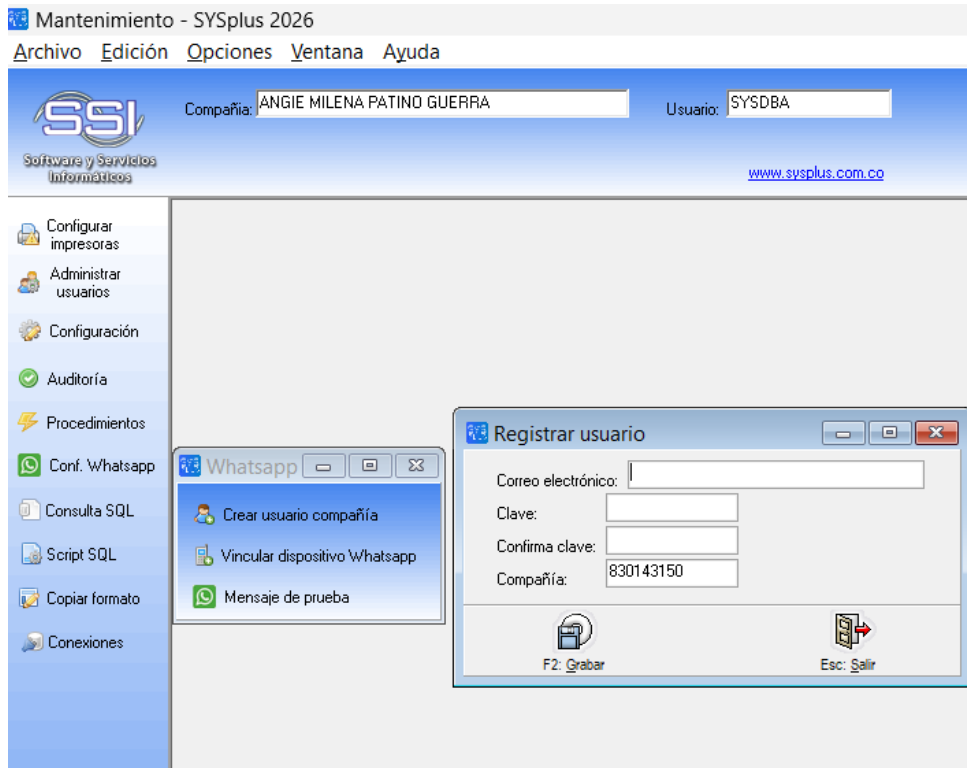 Mantenimiento - SYSplus 2026
Archivo Edición Opciones Ventana Ayuda
SSI
Software y Servicios
Informáticos
Compañia: ANGIE MILENA PATINO GUERRA
Usuario: SYSDBA
www.sysplus.com.co
Configurar
impresoras
Administrar
usuarios
Configuración
Auditoría
Procedimientos
Conf. Whatsapp
Consulta SQL
Script SQL
Copiar formato
Conexiones
Whatsapp
Crear usuario compañía
Vincular dispositivo Whatsapp
Mensaje de prueba
Registrar usuario
Correo electrónico:
Clave:
Confirma clave:
Compañía: 830143150
F2: Grabar
Esc: Salir